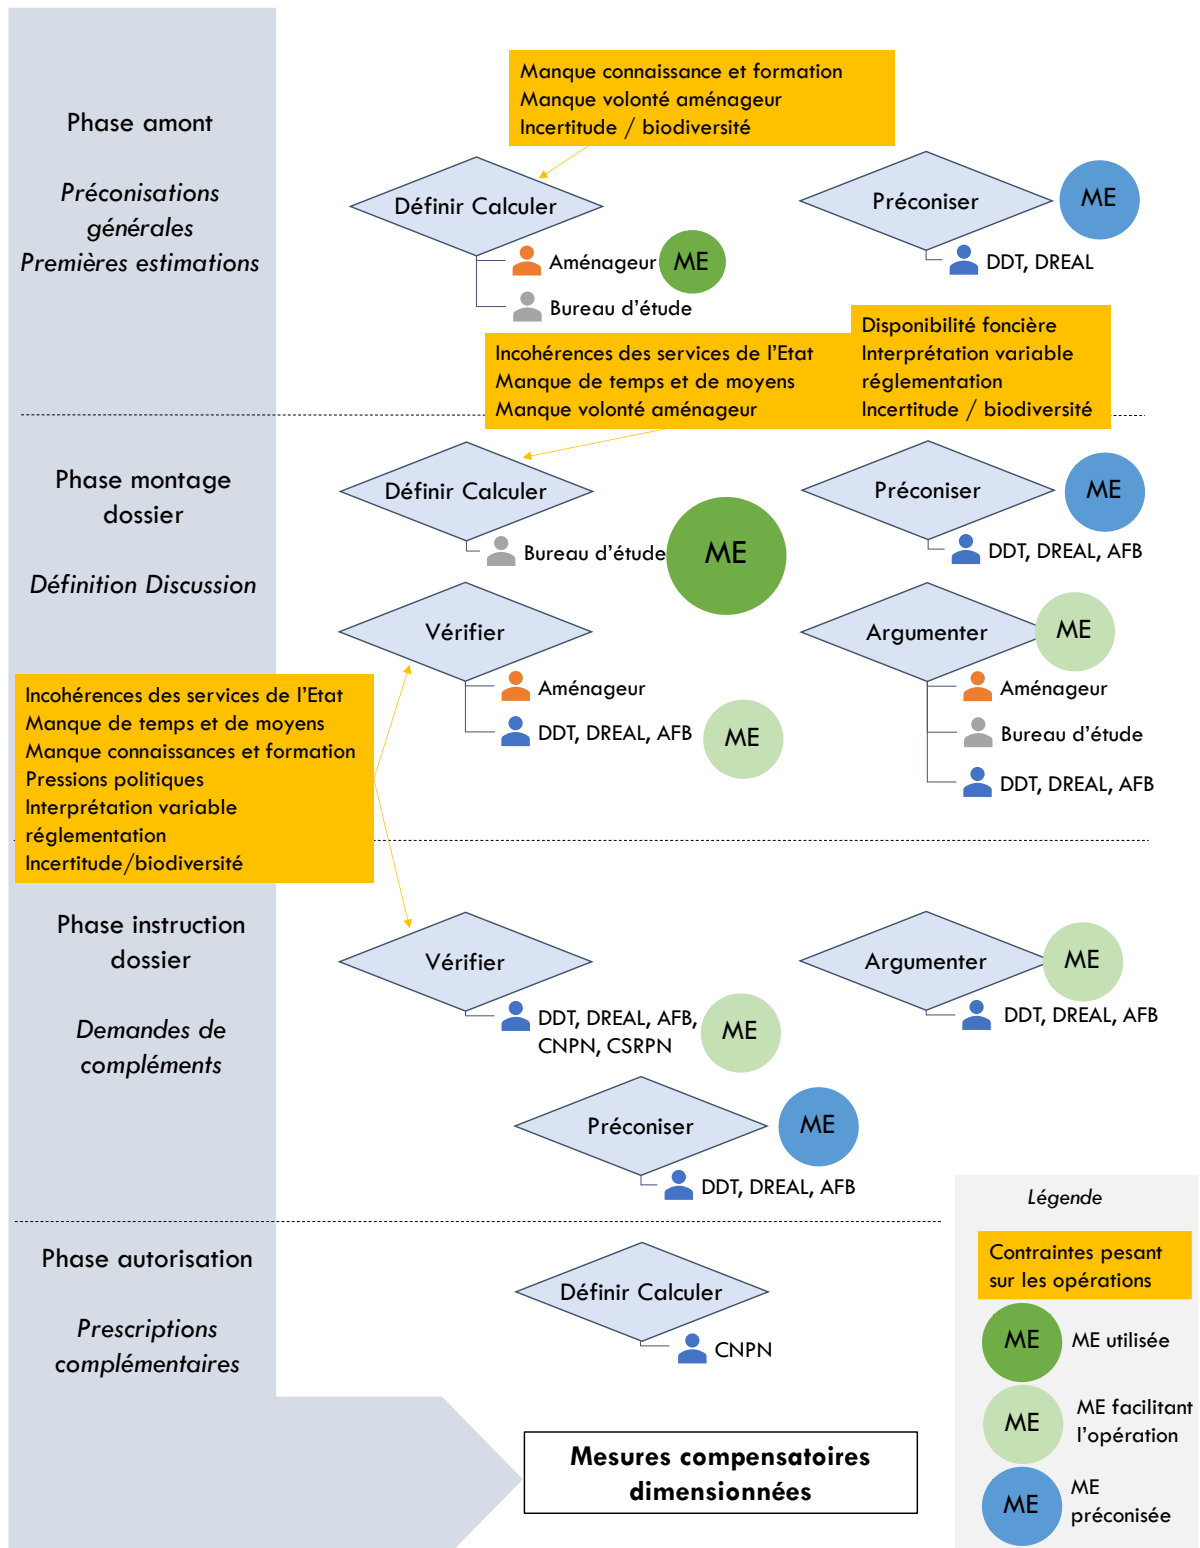 Phase amont
Préconisations
générales
Premières estimations
Manque connaissance et formation
Manque volonté aménageur
Incertitude / biodiversité
Définir Calculer
Aménageur
ME
Bureau d'étude
Préconiser
ME
DDT, DREAL
Incohérences des services de l'Etat
Manque de temps et de moyens
Manque volonté aménageur
Disponibilité foncière
Interprétation variable
réglementation
Incertitude / biodiversité
Phase montage
dossier
Définition Discussion
Définir Calculer
Bureau d'étude
ME
Préconiser
ME
DDT, DREAL, AFB
Vérifier
Aménageur
DDT, DREAL, AFB
ME
Argumenter
ME
Aménageur
Bureau d'étude
DDT, DREAL, AFB
Incohérences des services de l'Etat
Manque de temps et de moyens
Manque connaissances et formation
Pressions politiques
Interprétation variable
réglementation
Incertitude/biodiversité
Phase instruction
dossier
Demandes de
compléments
Vérifier
DDT, DREAL, AFB,
CNPN, CSRPN
ME
Argumenter
ME
DDT, DREAL, AFB
Préconiser
ME
DDT, DREAL, AFB
Phase autorisation
Prescriptions
complémentaires
Définir Calculer
CNPN
Mesures compensatoires
dimensionnées
Légende
Contraintes pesant
sur les opérations
ME
ME utilisée
ME
ME facilitant
l'opération
ME
ME
préconisée